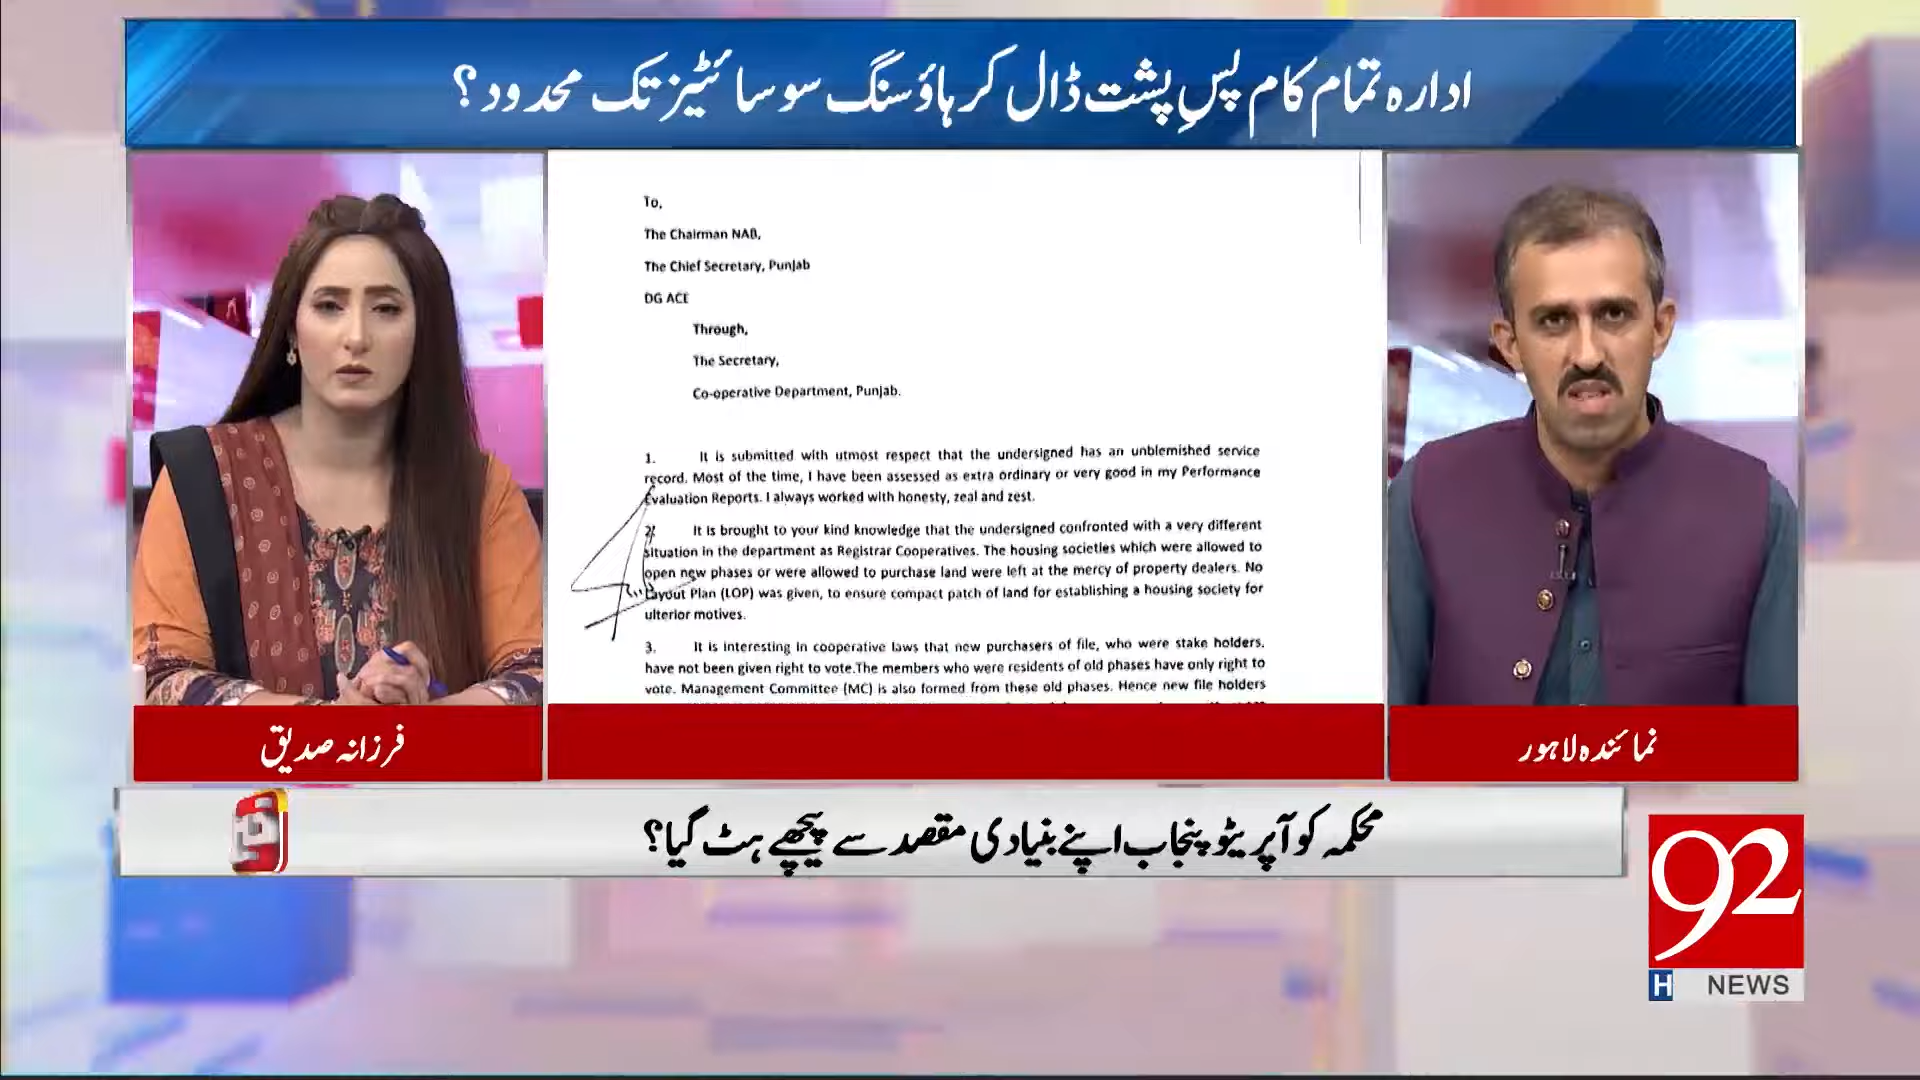 ادارہ تمام کام پسِ پشت ڈال کر ہاؤسنگ سوسائٹیز تک محدود؟
To,
The Chairman NAB,
The Chief Secretary, Punjab
DG ACE
Through,
The Secretary,
Co-operative Department, Punjab.
1. It is submitted with utmost respect that the undersigned has an unblemished service
record. Most of the time, I have been assessed as extra ordinary or very good in my Performance
Evaluation Reports. I always worked with honesty, zeal and zest.
2. It is brought to your kind knowledge that the undersigned confronted with a very different
situation in the department as Registrar Cooperatives. The housing societies which were allowed to
open new phases or were allowed to purchase land were left at the mercy of property dealers. No
Layout Plan (LOP) was given, to ensure compact patch of land for establishing a housing society for
ulterior motives.
3. It is interesting in cooperative laws that new purchasers of file, who were stake holders,
have not been given right to vote.The members who were residents of old phases have only right to
vote. Management Committee (MC) is also formed from these old phases. Hence new file holders
فرزانہ صدیق
نمائندہ لاہور
محکمہ کوآپریٹو پنجاب اپنے بنیادی مقصد سے پیچھے ہٹ گیا؟
92
H NEWS